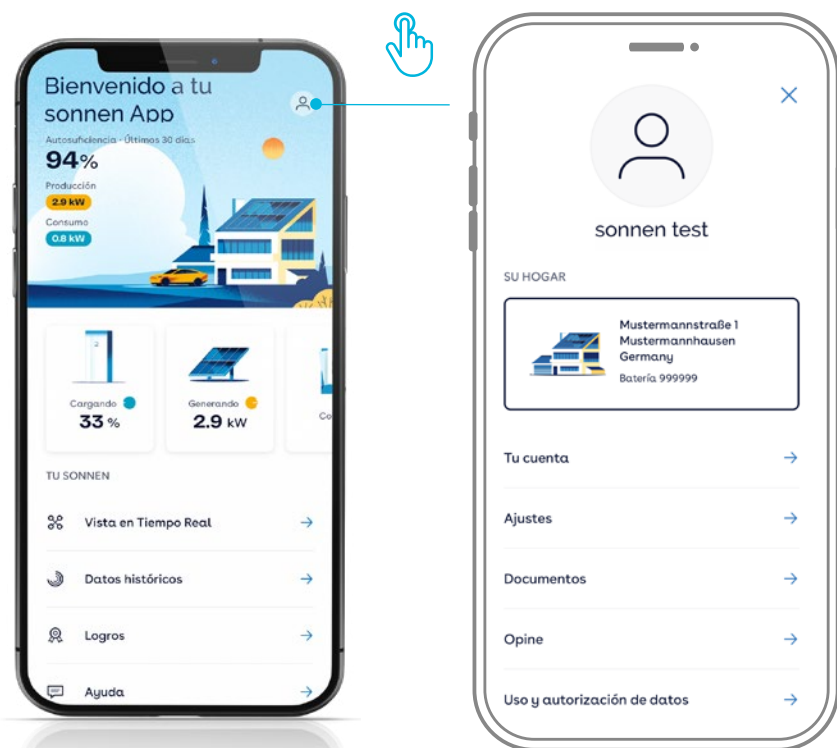 Bienvenido a tu
sonnen App
Autosuficiencia · Últimos 30 días
94%
Producción
2.9 kW
Consumo
0.8 kW
Cargando
33 %
Generando
2.9 kW
Co
TU SONNEN
Vista en Tiempo Real
Datos históricos
Logros
Ayuda
sonnen test
SU HOGAR
Mustermannstraße 1
Mustermannhausen
Germany
Batería 999999
Tu cuenta
Ajustes
Documentos
Opine
Uso y autorización de datos